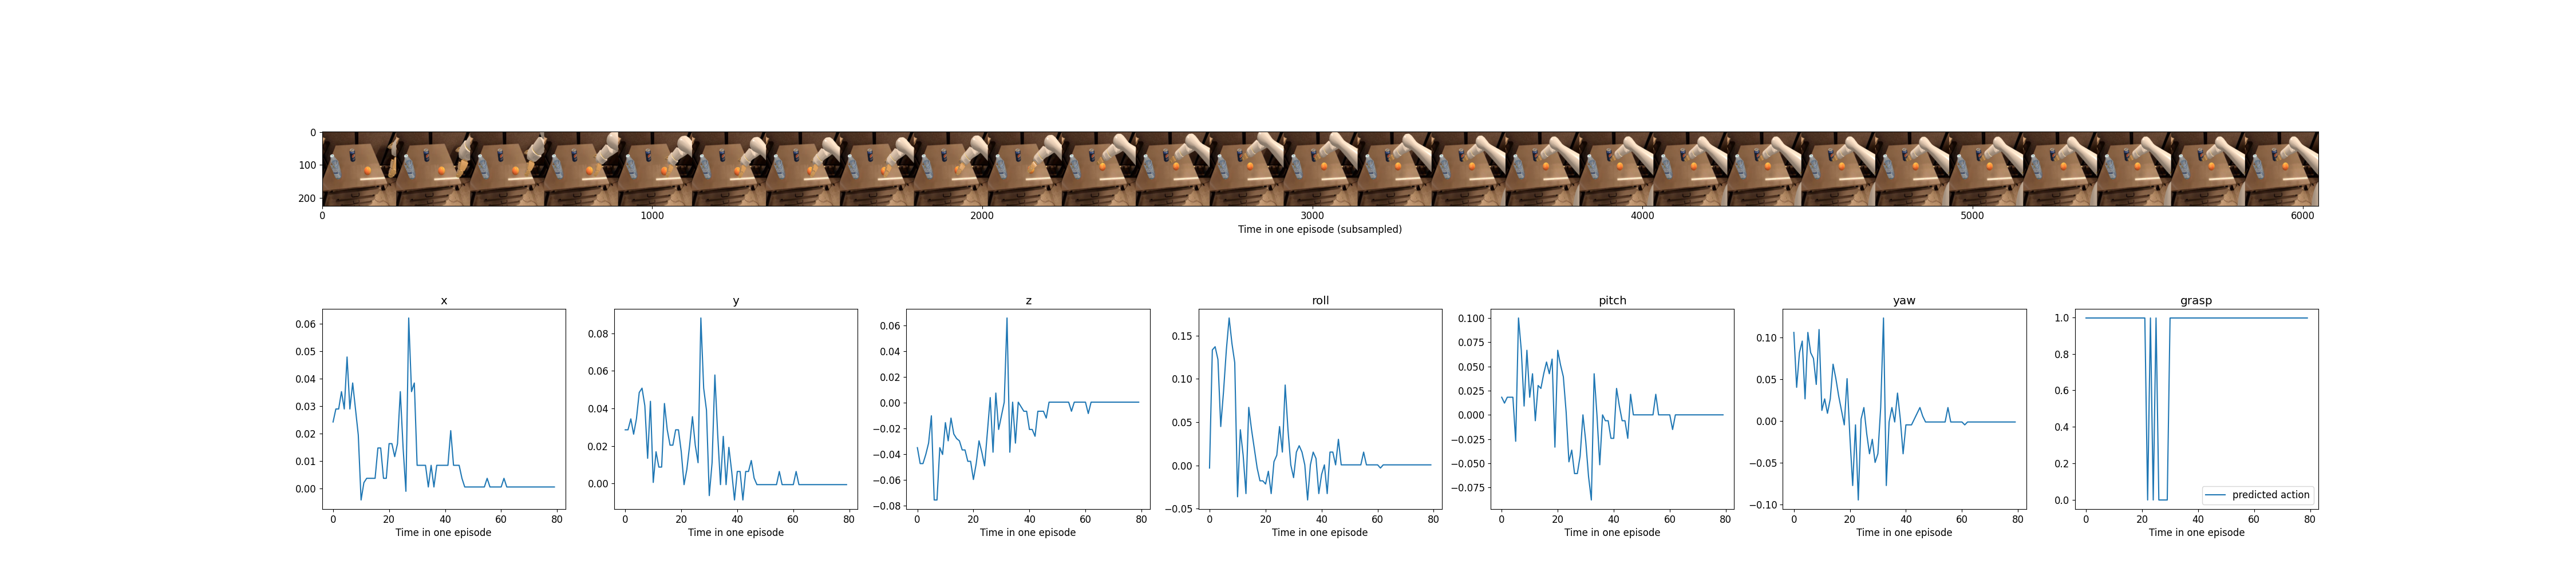 0
100
200
0 1000 2000 3000 4000 5000 6000
Time in one episode (subsampled)
x
0.06
0.05
0.04
0.03
0.02
0.01
0.00
0 20 40 60 80
Time in one episode
y
0.08
0.06
0.04
0.02
0.00
0 20 40 60 80
Time in one episode
z
0.06
0.04
0.02
0.00
−0.02
−0.04
−0.06
−0.08
0 20 40 60 80
Time in one episode
roll
0.15
0.10
0.05
0.00
−0.05
0 20 40 60 80
Time in one episode
pitch
0.100
0.075
0.050
0.025
0.000
−0.025
−0.050
−0.075
0 20 40 60 80
Time in one episode
yaw
0.10
0.05
0.00
−0.05
−0.10
0 20 40 60 80
Time in one episode
grasp
1.0
0.8
0.6
0.4
0.2
0.0
predicted action
0 20 40 60 80
Time in one episode